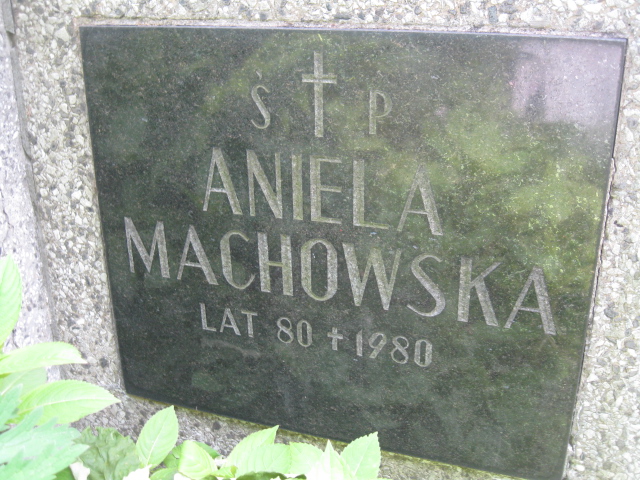 Ś † P
ANIELA
MACHOWSKA
LAT 80 † 1980